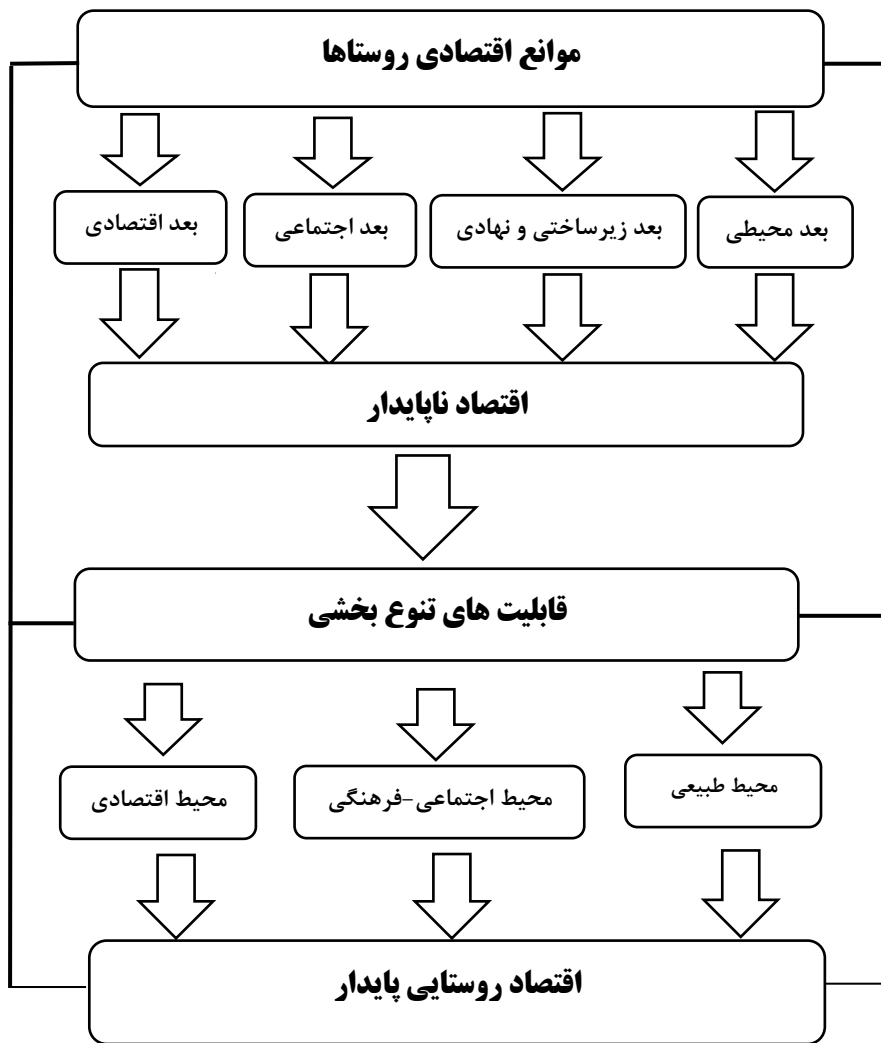 موانع اقتصادی روستاها
بعد محیطی
بعد زیرساختی و نهادی
بعد اجتماعی
بعد اقتصادی
اقتصاد ناپایدار
قابلیت های تنوع بخشی
محیط طبیعی
محیط اجتماعی-فرهنگی
محیط اقتصادی
اقتصاد روستایی پایدار